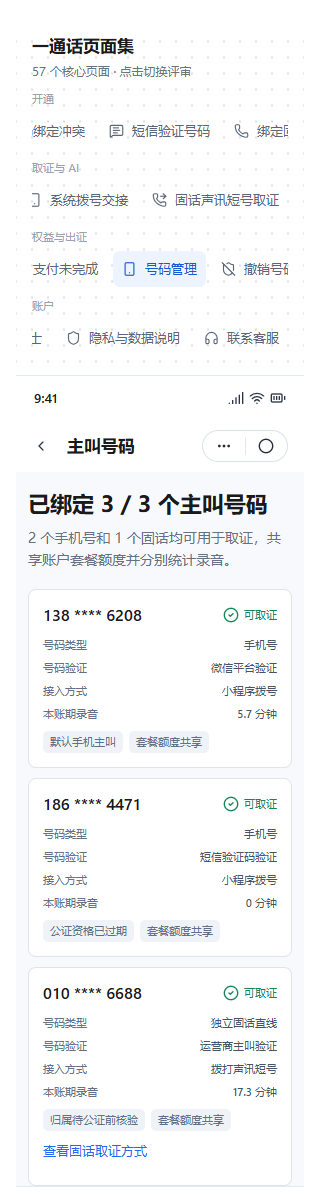 一通话页面集
57 个核心页面 · 点击切换评审
开通
绑定冲突 短信验证号码 绑定
取证与 AI
系统拨号交接 固话声讯短号取证
权益与出证
支付未完成 号码管理 撤销号码
账户
士 隐私与数据说明 联系客服
9:41
主叫号码
已绑定 3 / 3 个主叫号码
2 个手机号和 1 个固话均可用于取证，共
享账户套餐额度并分别统计录音。
138 **** 6208 可取证
号码类型 手机号
号码验证 微信平台验证
接入方式 小程序拨号
本账期录音 5.7 分钟
默认手机主叫 套餐额度共享
186 **** 4471 可取证
号码类型 手机号
号码验证 短信验证码验证
接入方式 小程序拨号
本账期录音 0 分钟
公证资格已过期 套餐额度共享
010 **** 6688 可取证
号码类型 独立固话直线
号码验证 运营商主叫验证
接入方式 拨打声讯短号
本账期录音 17.3 分钟
归属待公证前核验 套餐额度共享
查看固话取证方式